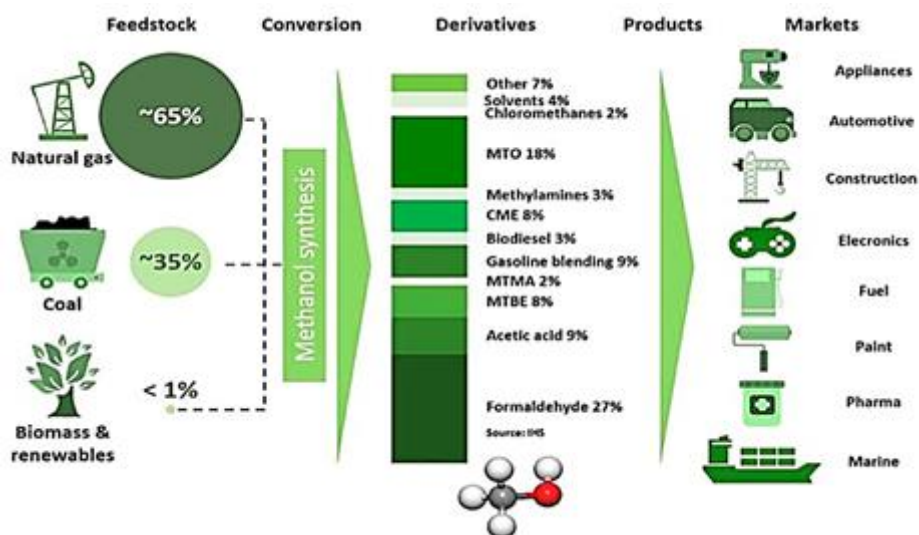 Feedstock
Conversion
Derivatives
Products
Markets
~65%
Natural gas
~35%
Coal
< 1%
Biomass &
renewables
Methanol synthesis
Other 7%
Solvents 4%
Chloromethanes 2%
MTO 18%
Methylamines 3%
CME 8%
Biodiesel 3%
Gasoline blending 9%
MTMA 2%
MTBE 8%
Acetic acid 9%
Formaldehyde 27%
Source: IHS
Appliances
Automotive
Construction
Elecronics
Fuel
Paint
Pharma
Marine